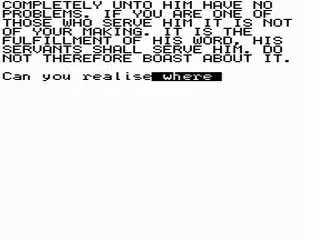 COMPLETELY UNTO HIM HAVE NO
PROBLEMS. IF YOU ARE ONE OF
THOSE WHO SERVE HIM IT IS NOT
OF YOUR MAKING. IT IS THE
FULFILLMENT OF HIS WORD. HIS
SERVANTS SHALL SERVE HIM. DO
NOT THEREFORE BOAST ABOUT IT.
Can you realise where